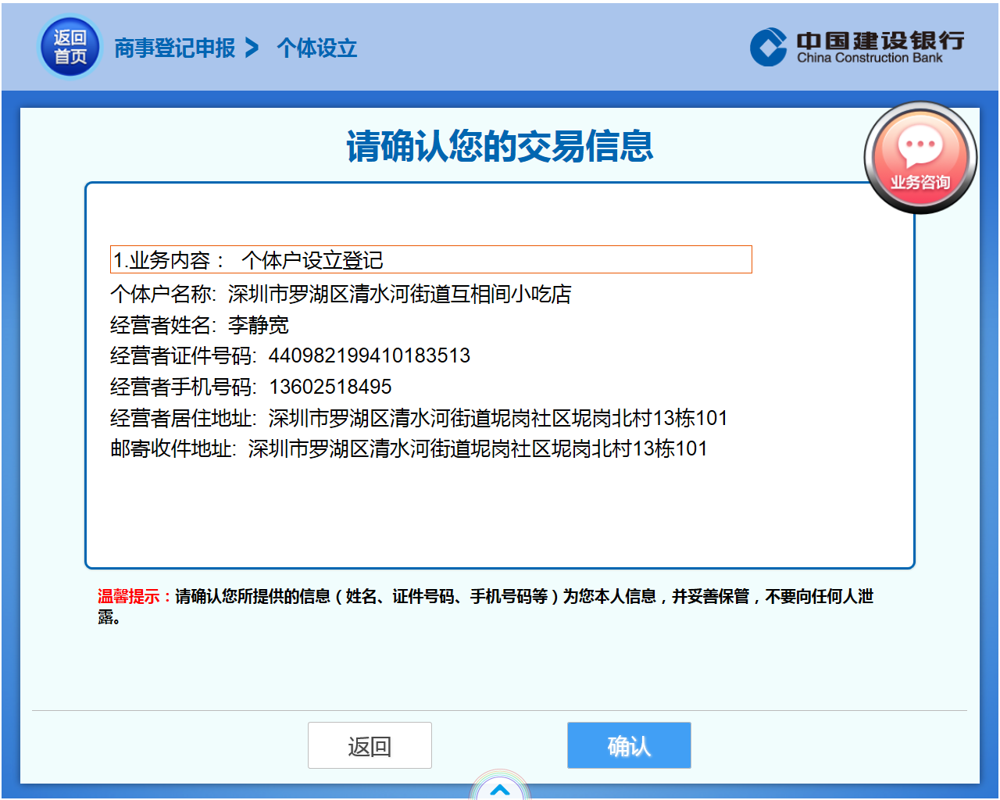 返回
首页
商事登记申报 > 个体设立
中国建设银行
China Construction Bank
请确认您的交易信息
业务咨询
1.业务内容： 个体户设立登记
个体户名称: 深圳市罗湖区清水河街道互相间小吃店
经营者姓名: 李静宽
经营者证件号码: 440982199410183513
经营者手机号码: 13602518495
经营者居住地址: 深圳市罗湖区清水河街道坭岗社区坭岗北村13栋101
邮寄收件地址: 深圳市罗湖区清水河街道坭岗社区坭岗北村13栋101
温馨提示：请确认您所提供的信息（姓名、证件号码、手机号码等）为您本人信息，并妥善保管，不要向任何人泄
露。
返回
确认